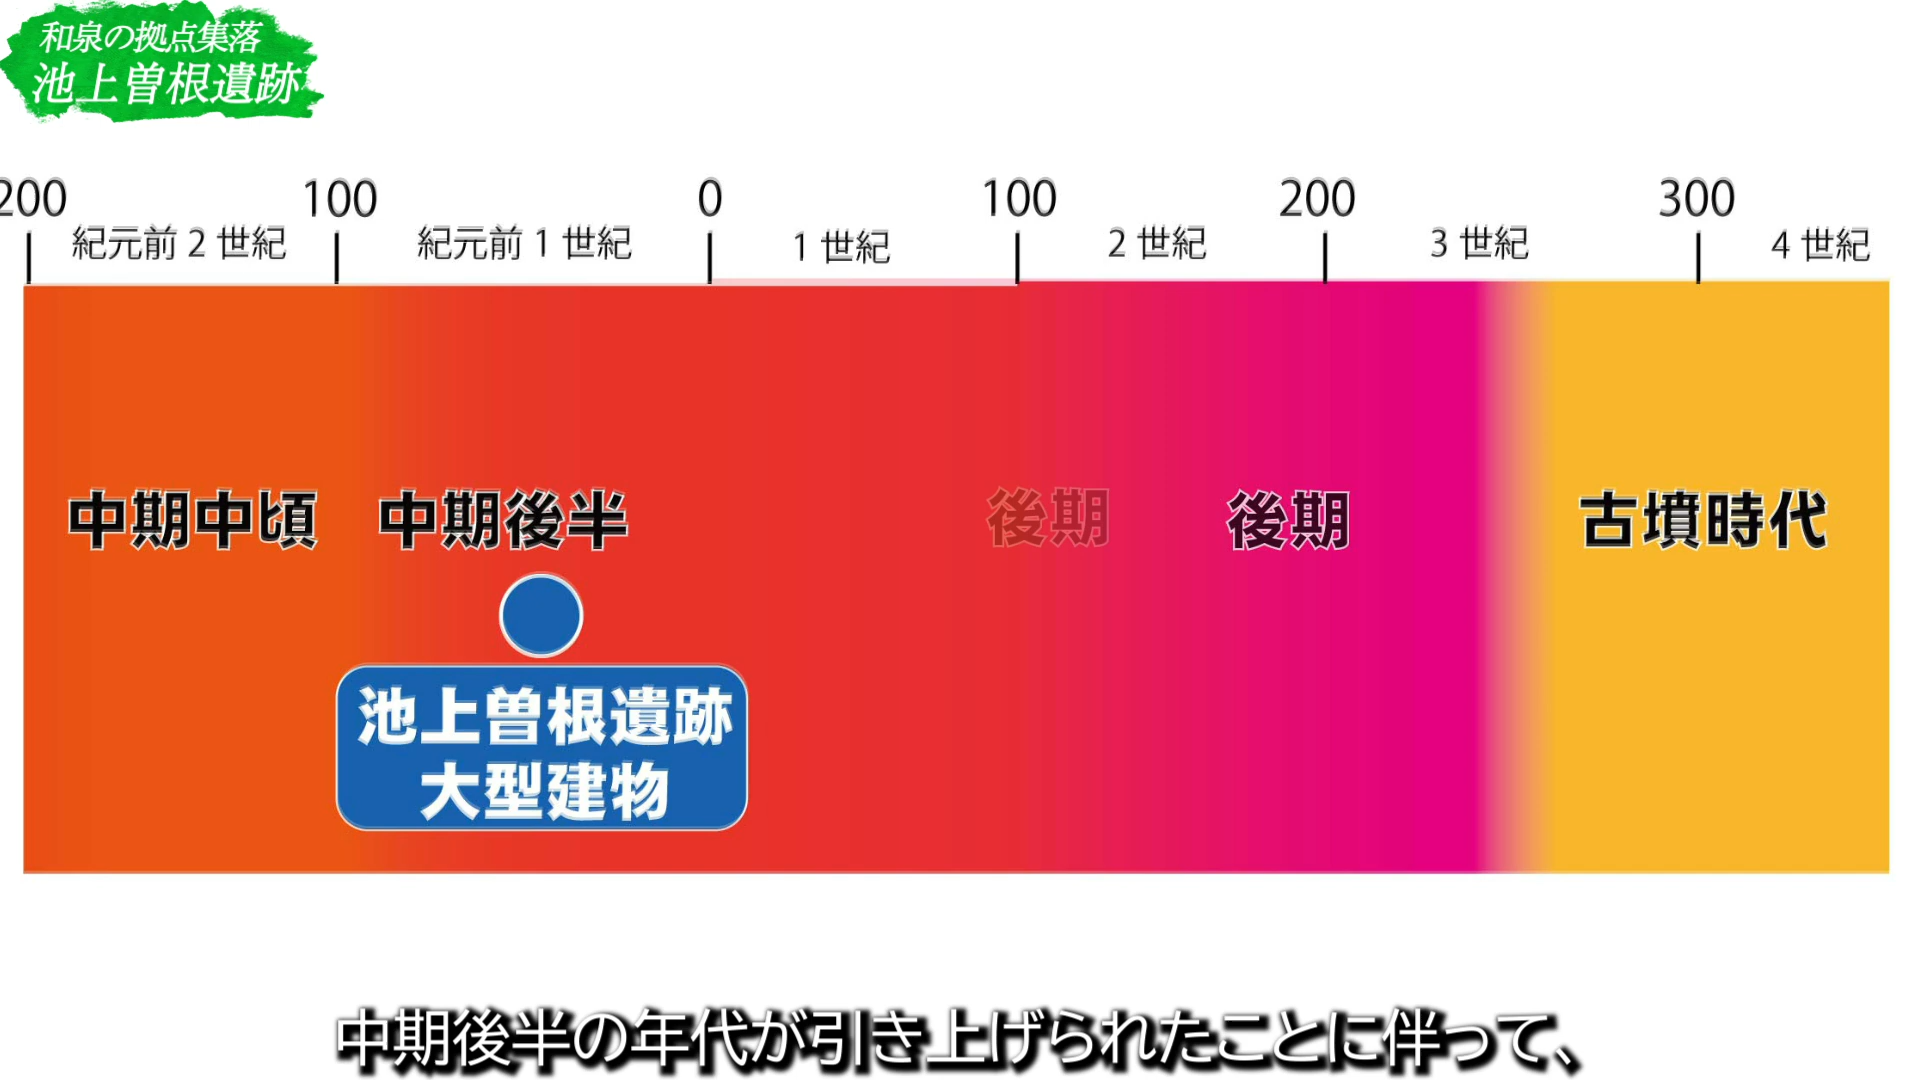 和泉の拠点集落
池上曽根遺跡
200 100 0 100 200 300
紀元前2世紀 紀元前1世紀 1世紀 2世紀 3世紀 4世紀
中期中頃 中期後半 後期 後期 古墳時代
池上曽根遺跡
大型建物
中期後半の年代が引き上げられたことに伴って、